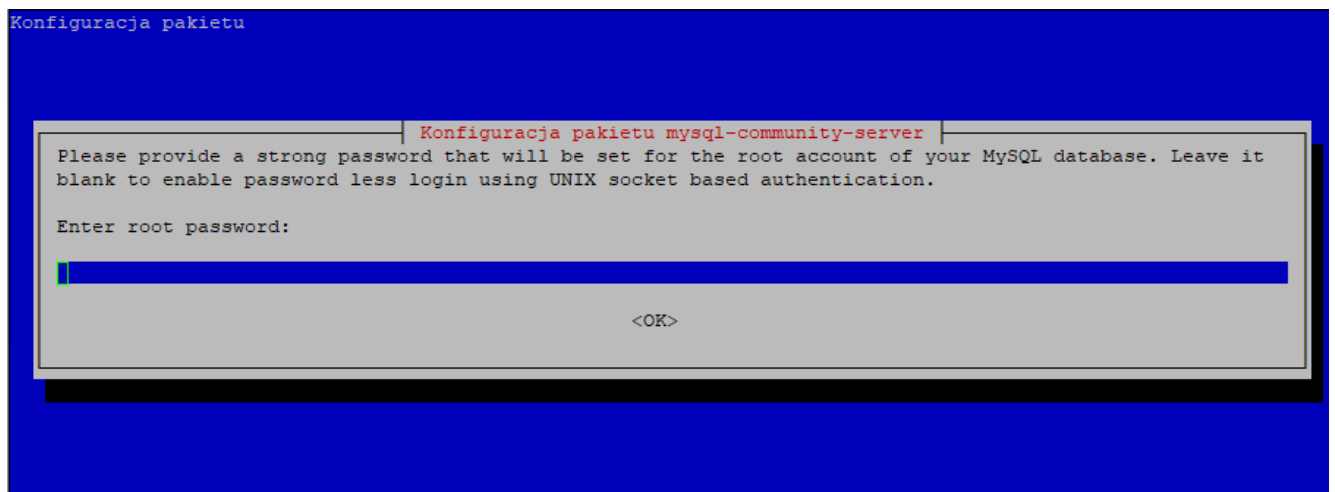 Konfiguracja pakietu
Konfiguracja pakietu mysql-community-server
Please provide a strong password that will be set for the root account of your MySQL database. Leave it
blank to enable password less login using UNIX socket based authentication.
Enter root password:
<OK>